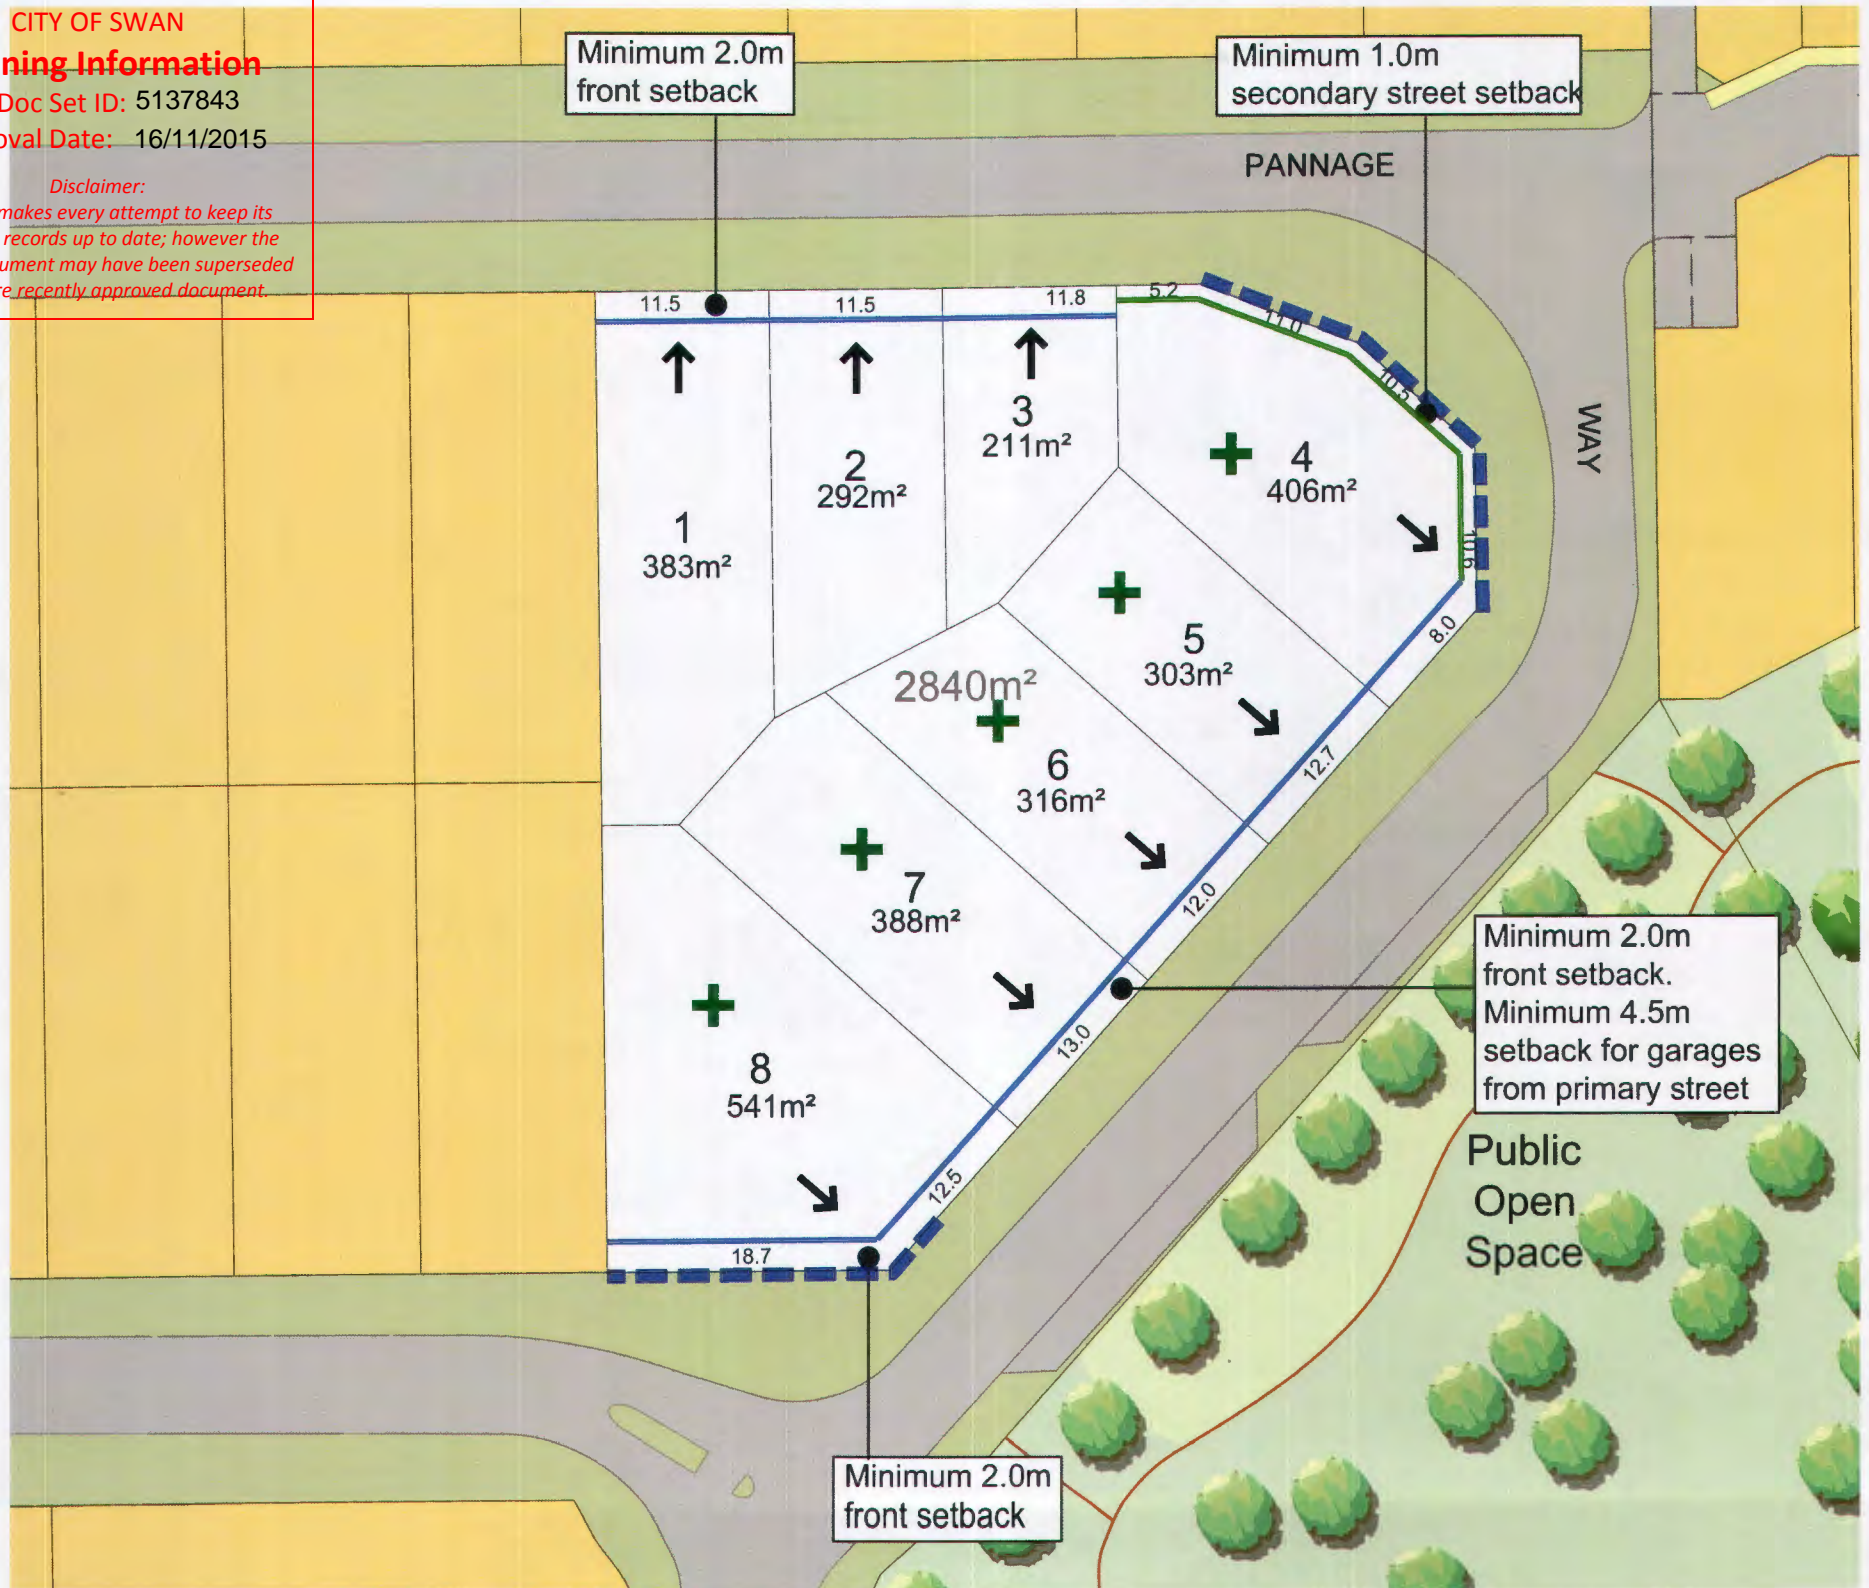 CITY OF SWAN
ning Information
Doc Set ID: 5137843
oval Date: 16/11/2015
Disclaimer:
makes every attempt to keep its
records up to date; however the
ument may have been superseded
re recently approved document.
Minimum 2.0m
front setback
Minimum 1.0m
secondary street setback
PANNAGE
WAY
11.5
11.5
11.8
5.2
11.0
10.5
10.6
8.0
12.7
12.0
13.0
12.5
18.7
1
383m²
2
292m²
3
211m²
4
406m²
5
303m²
2840m²
6
316m²
7
388m²
8
541m²
Minimum 2.0m
front setback.
Minimum 4.5m
setback for garages
from primary street
Public
Open
Space
Minimum 2.0m
front setback